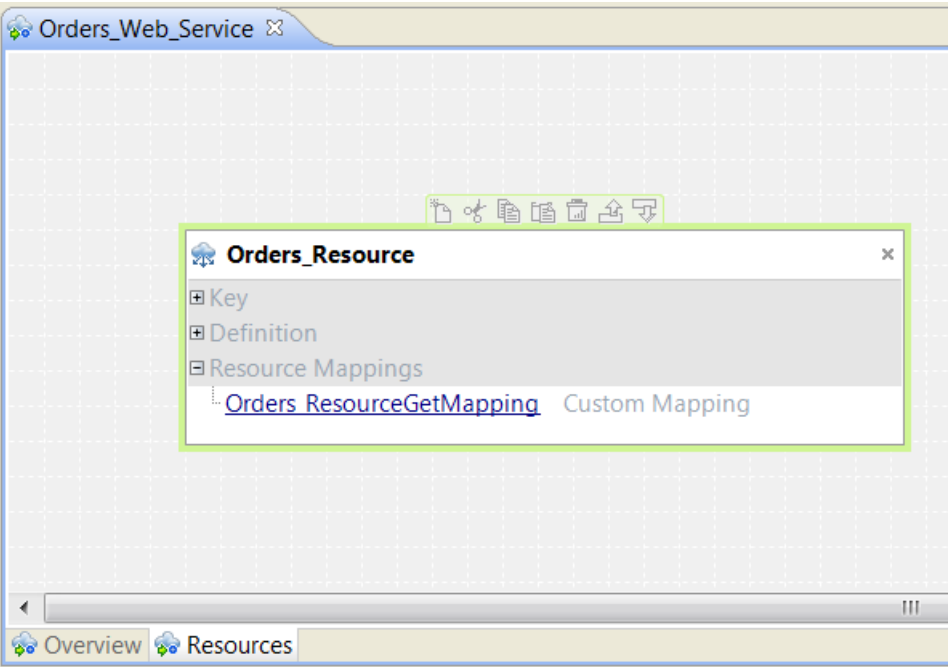 Orders_Web_Service
Orders_Resource
Key
Definition
Resource Mappings
Orders_ResourceGetMapping Custom Mapping
Overview Resources